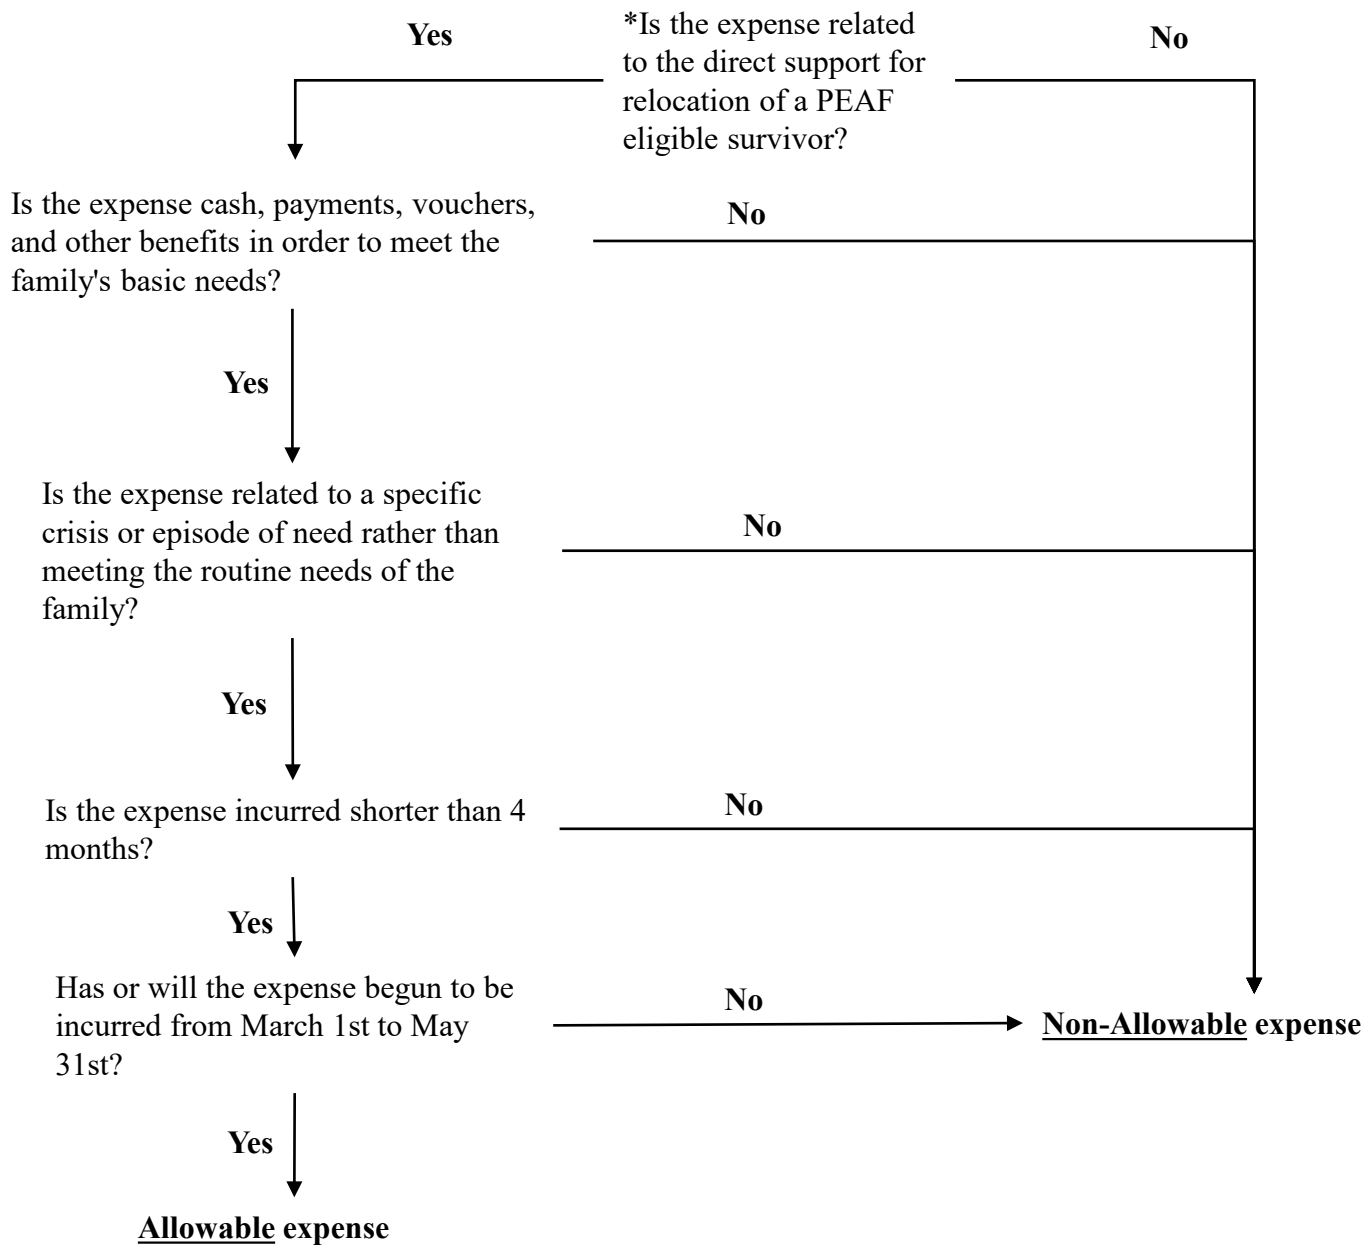 Yes
*Is the expense related
to the direct support for
relocation of a PEAF
eligible survivor?
No
Is the expense cash, payments, vouchers,
and other benefits in order to meet the
family's basic needs?
No
Yes
Is the expense related to a specific
crisis or episode of need rather than
meeting the routine needs of the
family?
No
Yes
Is the expense incurred shorter than 4
months?
No
Yes
Has or will the expense begun to be
incurred from March 1st to May
31st?
No
Non-Allowable expense
Yes
Allowable expense